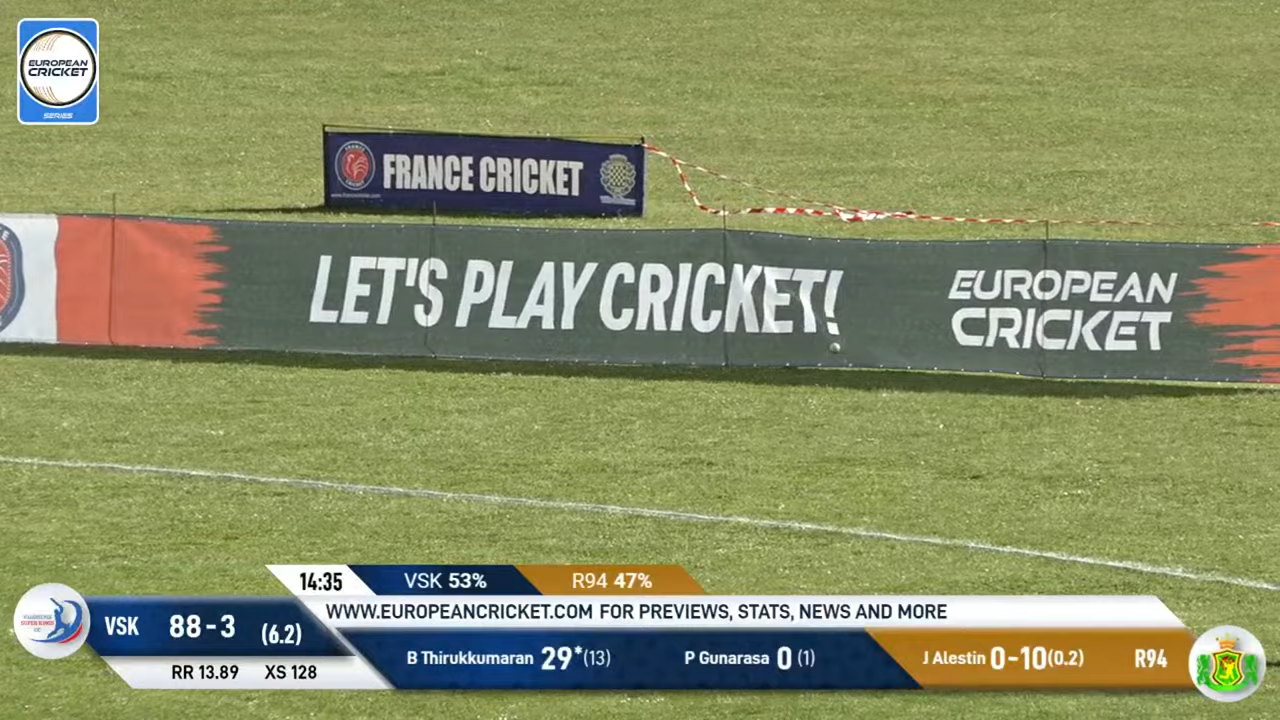 EUROPEAN
CRICKET
SERIES
FRANCE CRICKET
LET'S PLAY CRICKET!
EUROPEAN
CRICKET
14:35 VSK 53% R94 47%
WWW.EUROPEANCRICKET.COM FOR PREVIEWS, STATS, NEWS AND MORE
VSK 88-3 (6.2) B Thirukkumaran 29*(13) P Gunarasa 0 (1) J Alestin 0-10(0.2) R94
RR 13.89 XS 128